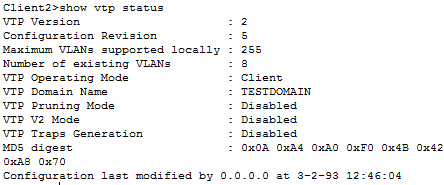 Client2>show vtp status
VTP Version                     : 2
Configuration Revision          : 5
Maximum VLANs supported locally : 255
Number of existing VLANs        : 8
VTP Operating Mode              : Client
VTP Domain Name                 : TESTDOMAIN
VTP Pruning Mode                : Disabled
VTP V2 Mode                     : Disabled
VTP Traps Generation            : Disabled
MD5 digest                      : 0x0A 0xA4 0xA0 0xF0 0x4B 0x42
0xA8 0x70
Configuration last modified by 0.0.0.0 at 3-2-93 12:46:04